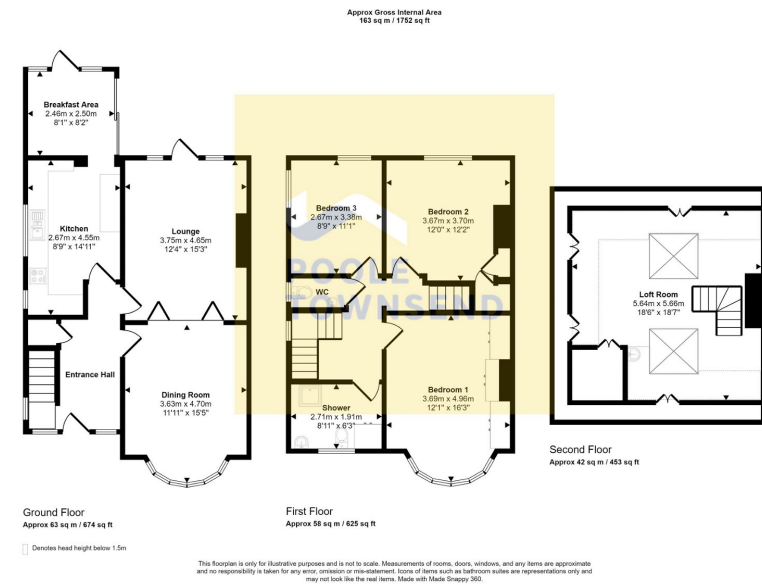 Approx Gross Internal Area
163 sq m / 1752 sq ft
Breakfast Area
2.46m x 2.50m
8'1" x 8'2"
Kitchen
2.67m x 4.55m
8'9" x 14'11"
Lounge
3.75m x 4.65m
12'4" x 15'3"
Entrance Hall
Dining Room
3.63m x 4.70m
11'11" x 15'5"
Ground Floor
Approx 63 sq m / 674 sq ft
Bedroom 3
2.67m x 3.38m
8'9" x 11'1"
Bedroom 2
3.67m x 3.70m
12'0" x 12'2"
POOLE
TOWNSEND
WC
Shower
2.71m x 1.91m
8'11" x 6'3"
Bedroom 1
3.69m x 4.96m
12'1" x 16'3"
First Floor
Approx 58 sq m / 625 sq ft
Loft Room
5.64m x 5.66m
18'6" x 18'7"
Second Floor
Approx 42 sq m / 453 sq ft
Denotes head height below 1.5m
This floorplan is only for illustrative purposes and is not to scale. Measurements of rooms, doors, windows, and any items are approximate
and no responsibility is taken for any error, omission or mis-statement. Icons of items such as bathroom suites are representations only and
may not look like the real items. Made with Made Snappy 360.